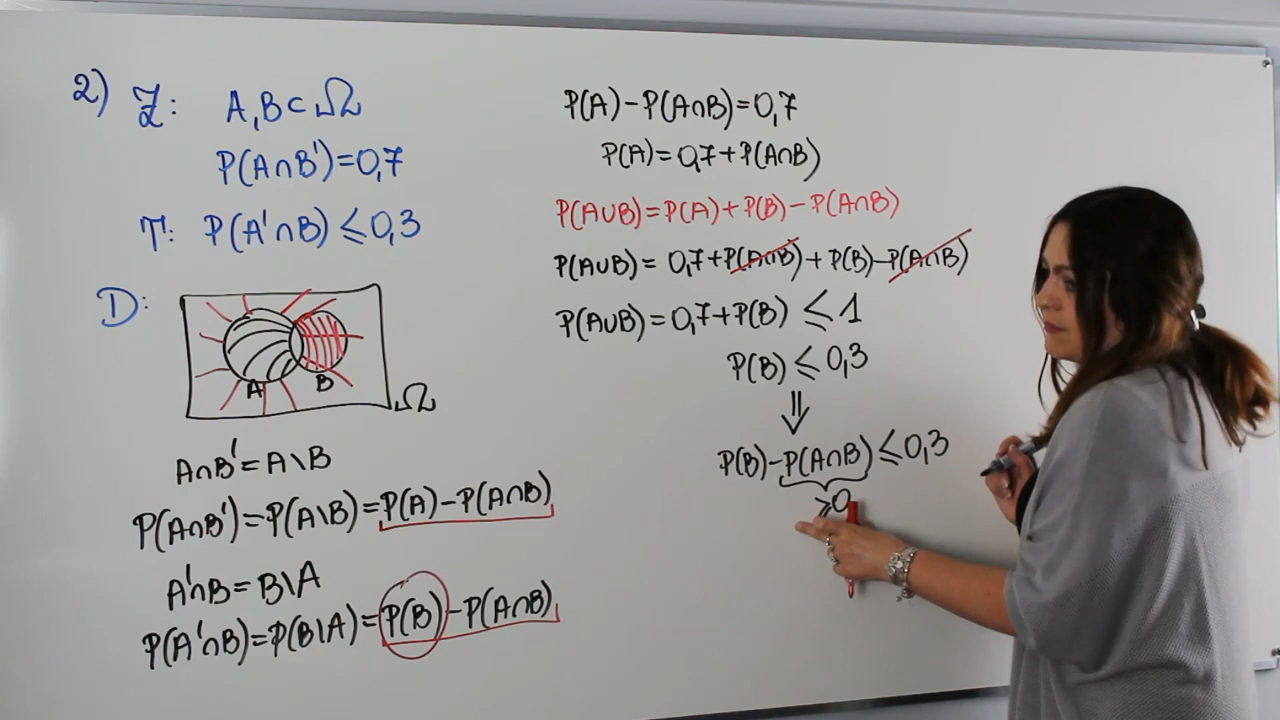 2) Z: A,B⊂Ω
P(A∩B')=0,7
T: P(A'∩B)≤0,3
D:
A B
Ω
A∩B'=A\B
P(A∩B')=P(A\B)=P(A)-P(A∩B)
A'∩B=B\A
P(A'∩B)=P(B\A)=P(B)-P(A∩B)
P(A)-P(A∩B)=0,7
P(A)=0,7+P(A∩B)
P(A∪B)=P(A)+P(B)-P(A∩B)
P(A∪B)=0,7+P(A∩B)+P(B)-P(A∩B)
P(A∪B)=0,7+P(B)≤1
P(B)≤0,3
⇓
P(B)-P(A∩B)≤0,3
≥0